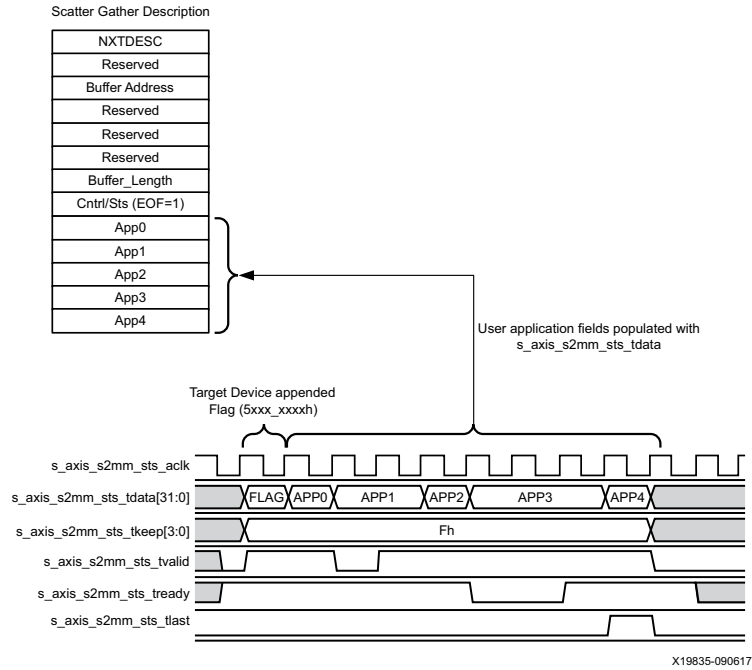 Scatter Gather Description
NXTDESC
Reserved
Buffer Address
Reserved
Reserved
Reserved
Buffer_Length
Cntrl/Sts (EOF=1)
App0
App1
App2
App3
App4
User application fields populated with
s_axis_s2mm_sts_tdata
Target Device appended
Flag (5xxx_xxxxh)
s_axis_s2mm_sts_aclk
s_axis_s2mm_sts_tdata[31:0] FLAG APP0 APP1 APP2 APP3 APP4
s_axis_s2mm_sts_tkeep[3:0] Fh
s_axis_s2mm_sts_tvalid
s_axis_s2mm_sts_tready
s_axis_s2mm_sts_tlast
X19835-090617